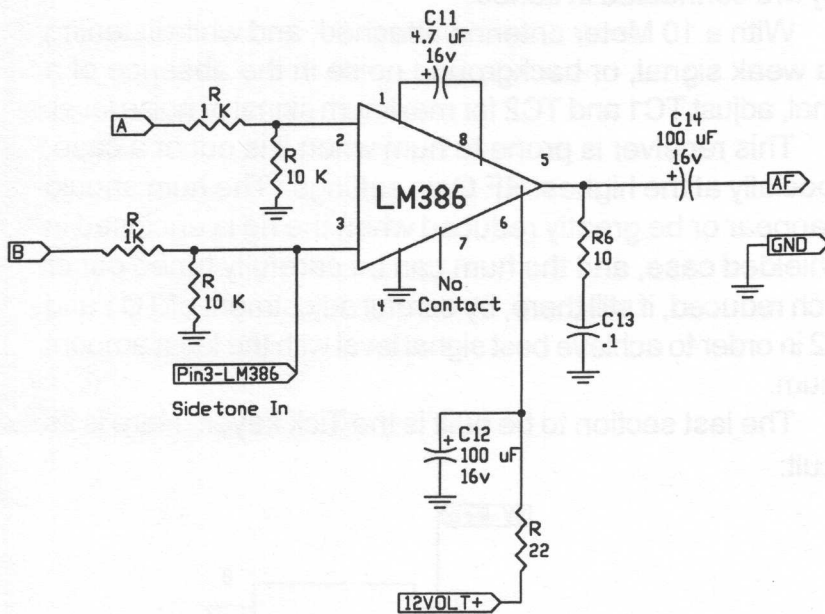 C11
4.7 uF
16v
+
1
R
1 K
A
2
8
R
10 K
LM386
5
C14
100 uF
16v
+
AF
3
R
1K
B
R
10 K
7
6
No
Contact
4
R6
10
GND
C13
.1
Pin3-LM386
Sidetone In
+
C12
100 uF
16v
R
22
12VOLT+